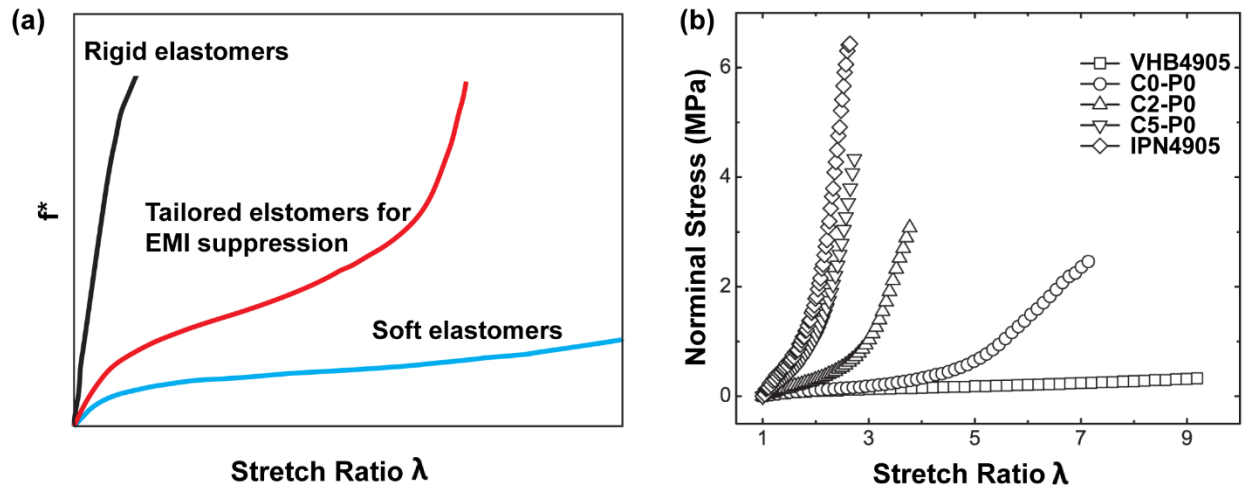 (a)
Rigid elastomers
Tailored elstomers for
EMI suppression
Soft elastomers
f*
Stretch Ratio λ
(b)
VHB4905
C0-P0
C2-P0
C5-P0
IPN4905
6
4
2
0
Norminal Stress (MPa)
1 3 5 7 9
Stretch Ratio λ